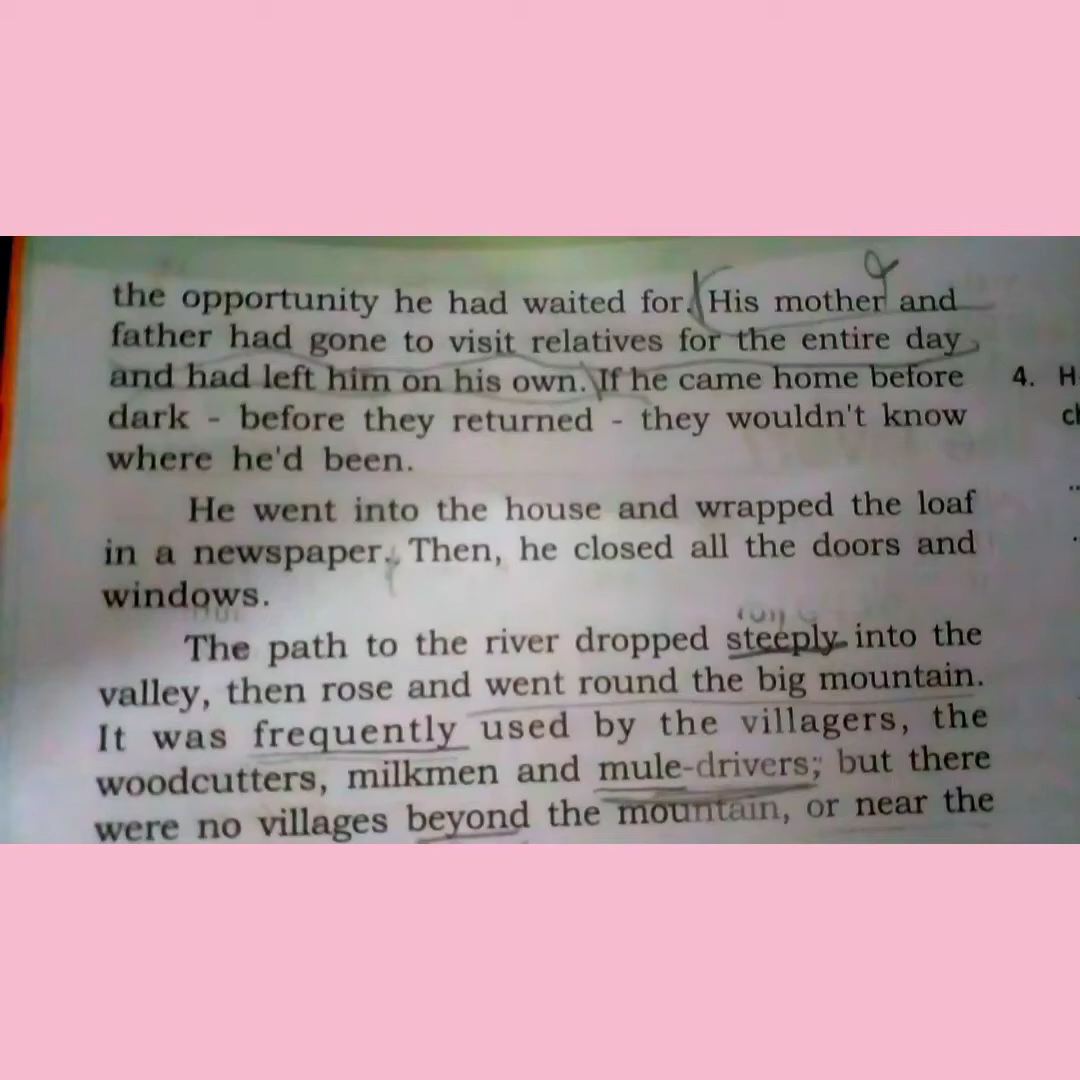 the opportunity he had waited for. His mother and
father had gone to visit relatives for the entire day
and had left him on his own. If he came home before
dark - before they returned - they wouldn't know
where he'd been.
He went into the house and wrapped the loaf
in a newspaper. Then, he closed all the doors and
windows.
The path to the river dropped steeply into the
valley, then rose and went round the big mountain.
It was frequently used by the villagers, the
woodcutters, milkmen and mule-drivers; but there
were no villages beyond the mountain, or near the
4. H